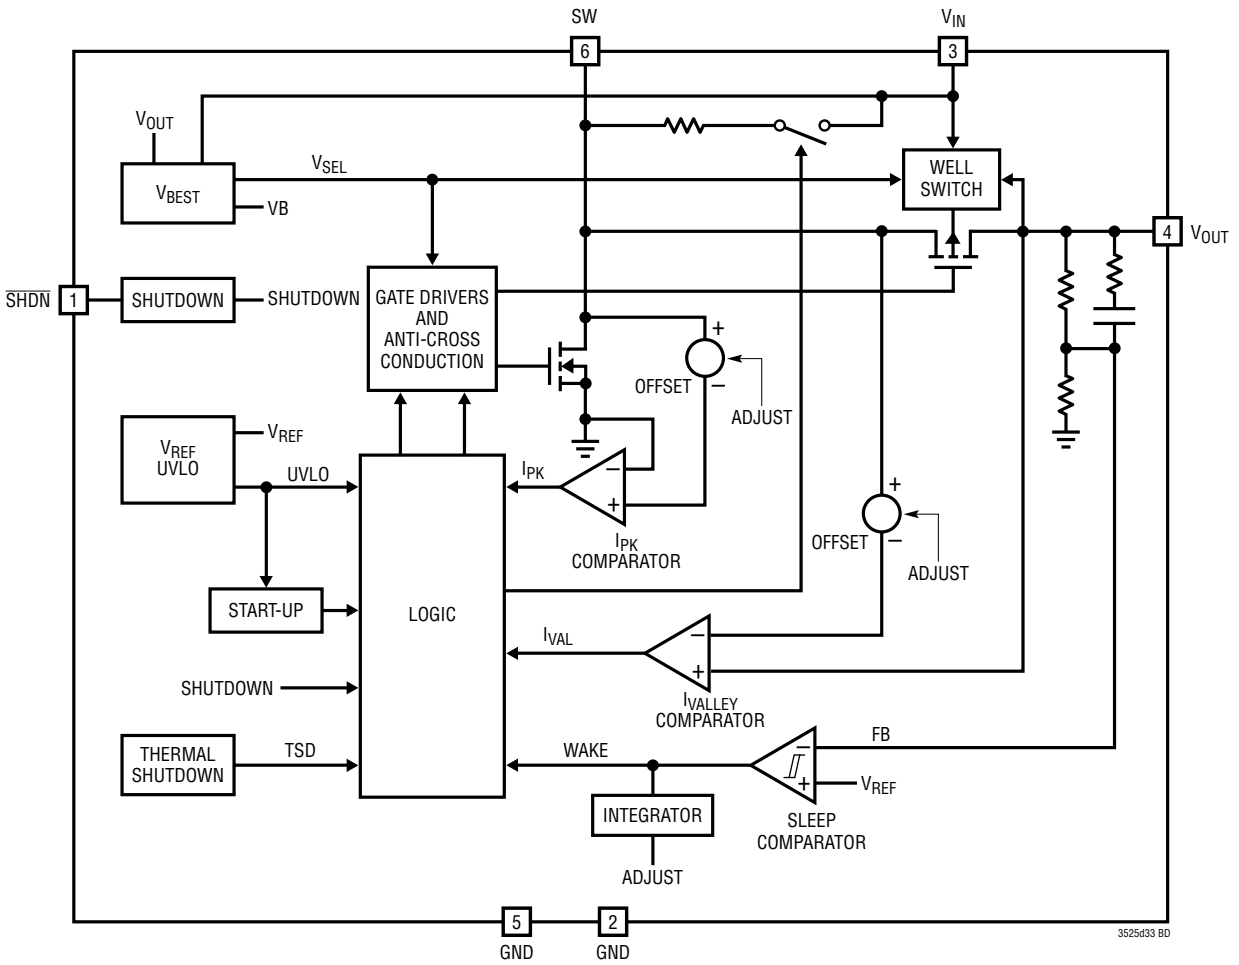 SW
VIN
6
3
VOUT
VBEST
VSEL
VB
WELL
SWITCH
4
VOUT
SHDN
1
SHUTDOWN
SHUTDOWN
GATE DRIVERS
AND
ANTI-CROSS
CONDUCTION
+
OFFSET
–
ADJUST
VREF
UVLO
VREF
UVLO
IPK
–
+
IPK
COMPARATOR
+
OFFSET
–
ADJUST
START-UP
LOGIC
IVAL
–
+
IVALLEY
COMPARATOR
SHUTDOWN
THERMAL
SHUTDOWN
TSD
WAKE
–
+
FB
VREF
SLEEP
COMPARATOR
INTEGRATOR
ADJUST
5
2
GND
GND
3525d33 BD